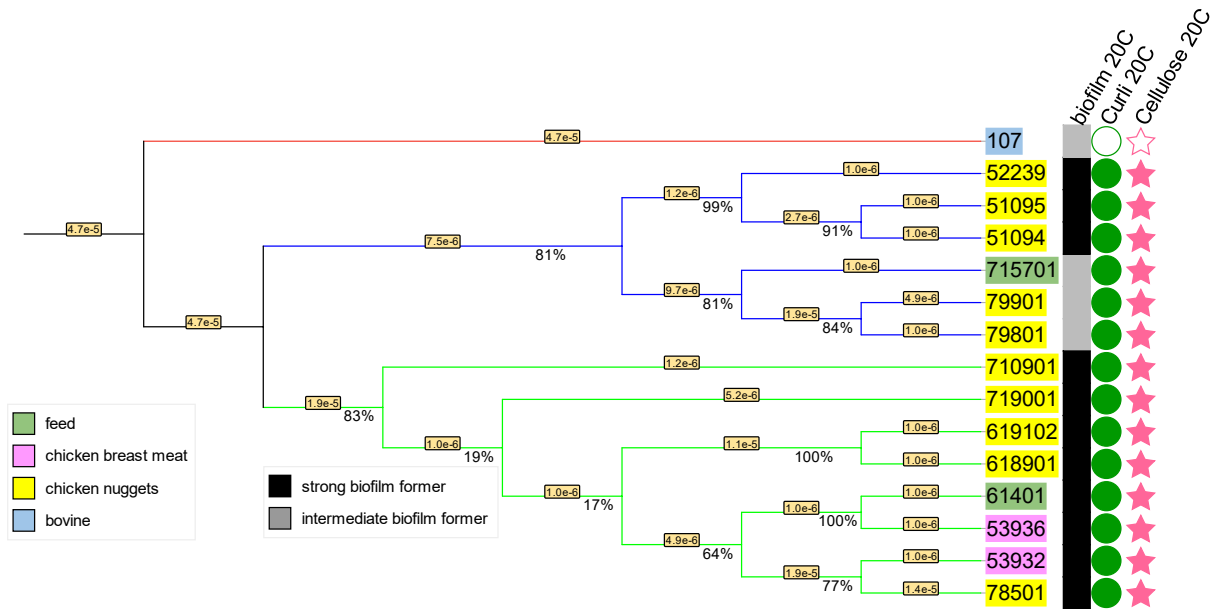 biofilm 20C
Curli 20C
Cellulose 20C
4.7e-5
107
1.0e-6
52239
1.2e-6
99%
1.0e-6
51095
2.7e-6
91%
4.7e-5
1.0e-6
51094
7.5e-6
81%
1.0e-6
715701
9.7e-6
81%
4.9e-6
79901
1.9e-5
84%
4.7e-5
1.0e-6
79801
1.2e-6
710901
1.9e-5
83%
5.2e-6
719001
1.0e-6
19%
1.0e-6
619102
1.1e-5
100%
1.0e-6
618901
1.0e-6
17%
1.0e-6
61401
1.0e-6
100%
1.0e-6
53936
4.9e-6
64%
1.0e-6
53932
1.9e-5
77%
1.4e-5
78501
feed
chicken breast meat
chicken nuggets
bovine
strong biofilm former
intermediate biofilm former